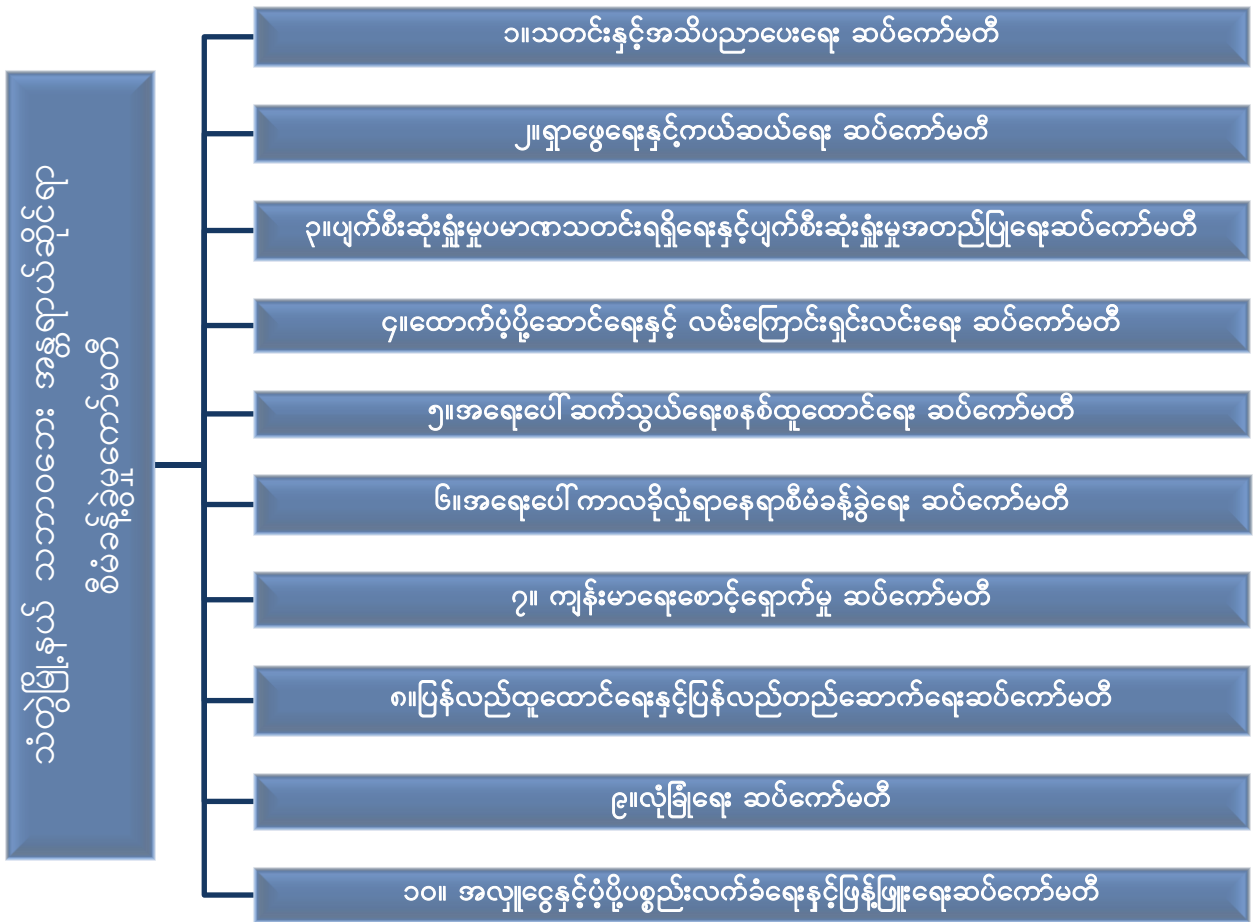 သံတွဲမြို့နယ် သဘာဝဘေး အန္တရာယ်ဆိုင်ရာ
စီမံခန့်ခွဲမှုကော်မတီ
၁။သတင်းနှင့်အသိပညာပေးရေး ဆပ်ကော်မတီ
၂။ရှာဖွေရေးနှင့်ကယ်ဆယ်ရေး ဆပ်ကော်မတီ
၃။ပျက်စီးဆုံးရှုံးမှုပမာဏသတင်းရရှိရေးနှင့်ပျက်စီးဆုံးရှုံးမှုအတည်ပြုရေးဆပ်ကော်မတီ
၄။ထောက်ပံ့ပို့ဆောင်ရေးနှင့် လမ်းကြောင်းရှင်းလင်းရေး ဆပ်ကော်မတီ
၅။အရေးပေါ် ဆက်သွယ်ရေးစနစ်ထူထောင်ရေး ဆပ်ကော်မတီ
၆။အရေးပေါ် ကာလခိုလှုံရာနေရာစီမံခန့်ခွဲရေး ဆပ်ကော်မတီ
၇။ ကျန်းမာရေးစောင့်ရှောက်မှု ဆပ်ကော်မတီ
၈။ပြန်လည်ထူထောင်ရေးနှင့်ပြန်လည်တည်ဆောက်ရေးဆပ်ကော်မတီ
၉။လုံခြုံရေး ဆပ်ကော်မတီ
၁၀။ အလှူငွေနှင့်ပံ့ပိုးပစ္စည်းလက်ခံရေးနှင့်ဖြန့်ဖြူးရေးဆပ်ကော်မတီ